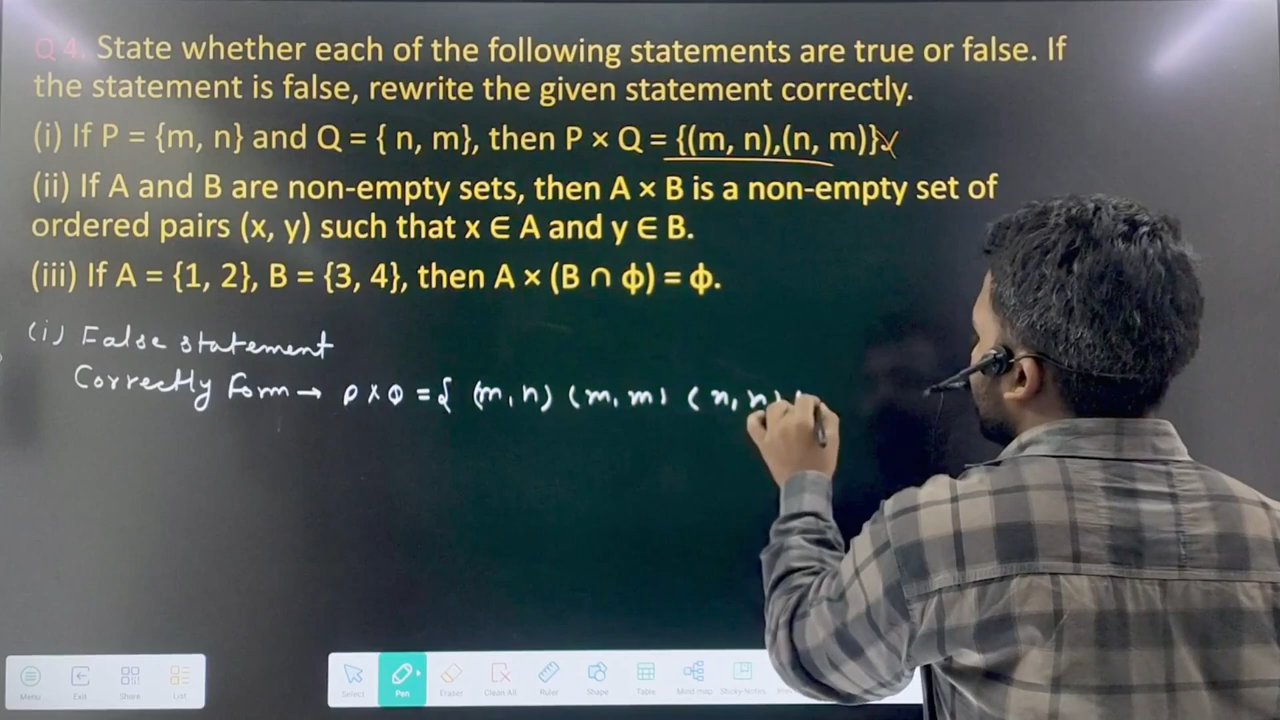 Q 4. State whether each of the following statements are true or false. If
the statement is false, rewrite the given statement correctly.
(i) If P = {m, n} and Q = { n, m}, then P × Q = {(m, n),(n, m)}
(ii) If A and B are non-empty sets, then A × B is a non-empty set of
ordered pairs (x, y) such that x ∈ A and y ∈ B.
(iii) If A = {1, 2}, B = {3, 4}, then A × (B ∩ ϕ) = ϕ.
(i) False statement
Correctly form → P × Q = { (m, n) (m, m) (n, n)
Menu Exit Share List Select Pen Eraser Clean All Ruler Shape Table Mind map Sticky-Notes